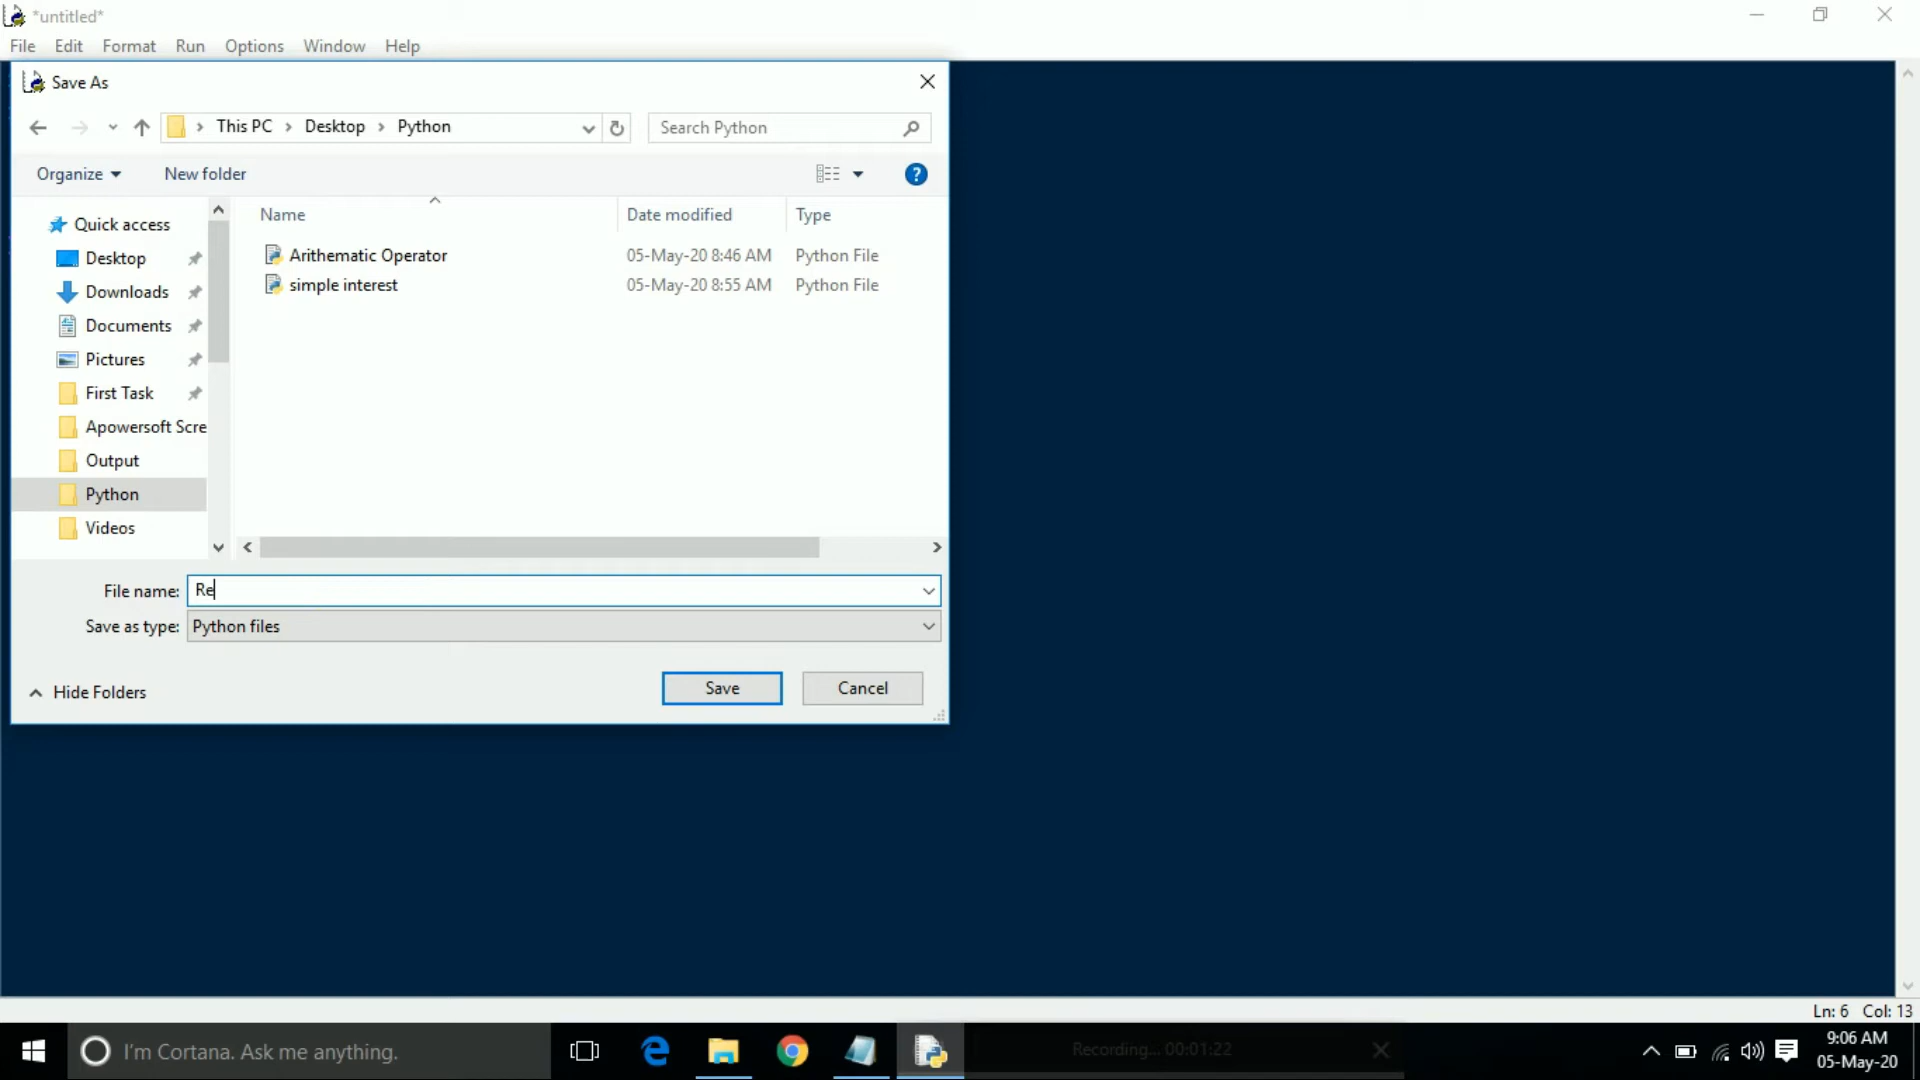 *untitled*
File Edit Format Run Options Window Help
Save As
This PC Desktop Python
Search Python
Organize New folder
Quick access
Desktop
Downloads
Documents
Pictures
First Task
Apowersoft Scre
Output
Python
Videos
Name Date modified Type
Arithematic Operator 05-May-20 8:46 AM Python File
simple interest 05-May-20 8:55 AM Python File
File name: Re
Save as type: Python files
Hide Folders
Save Cancel
Ln: 6 Col: 13
I'm Cortana. Ask me anything.
Recording... 00:01:22
9:06 AM
05-May-20